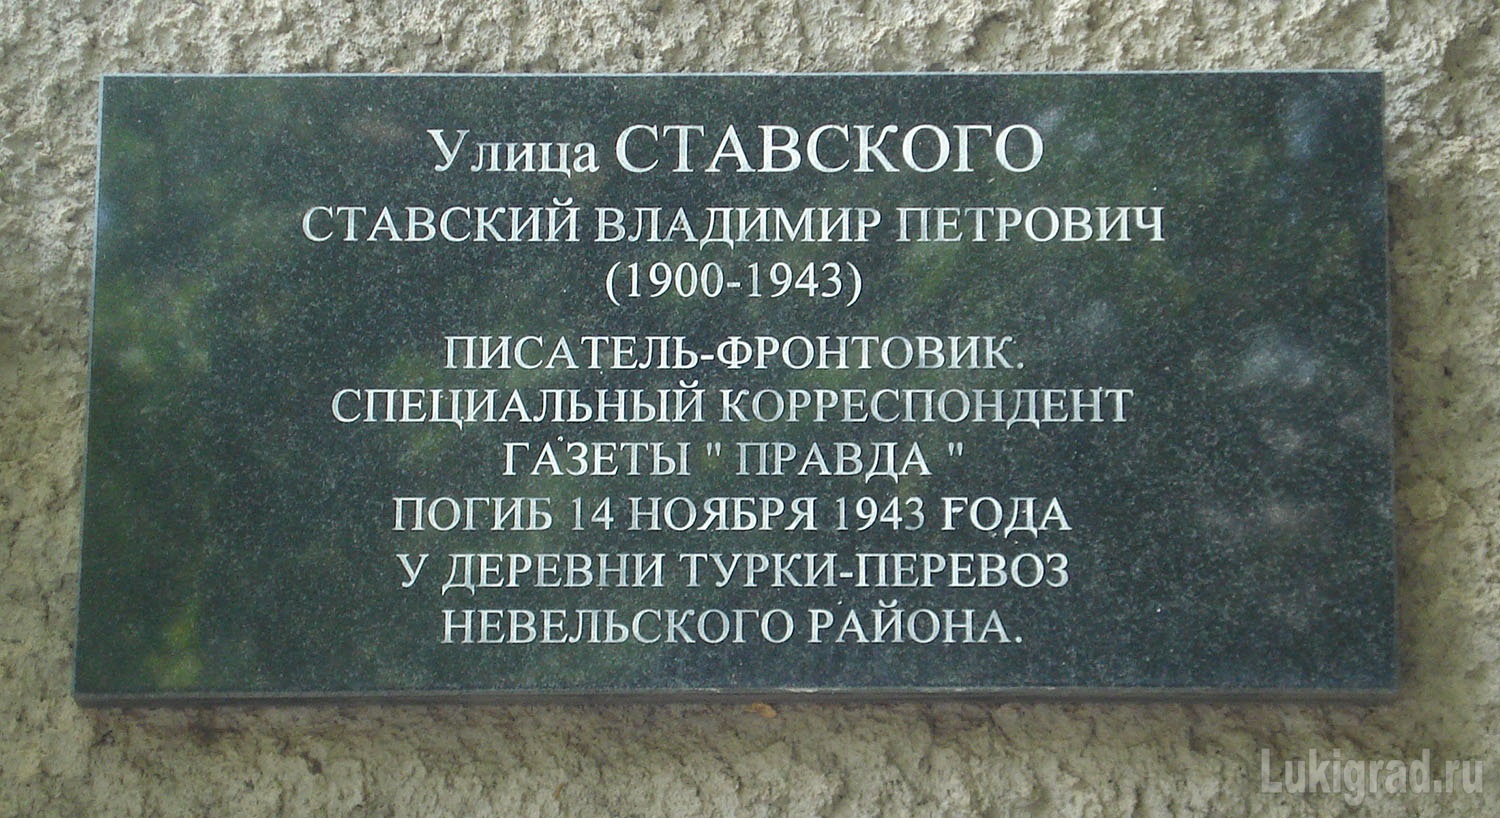 Улица СТАВСКОГО
СТАВСКИЙ ВЛАДИМИР ПЕТРОВИЧ
(1900-1943)
ПИСАТЕЛЬ-ФРОНТОВИК.
СПЕЦИАЛЬНЫЙ КОРРЕСПОНДЕНТ
ГАЗЕТЫ " ПРАВДА "
ПОГИБ 14 НОЯБРЯ 1943 ГОДА
У ДЕРЕВНИ ТУРКИ-ПЕРЕВОЗ
НЕВЕЛЬСКОГО РАЙОНА.
Lukigrad.ru